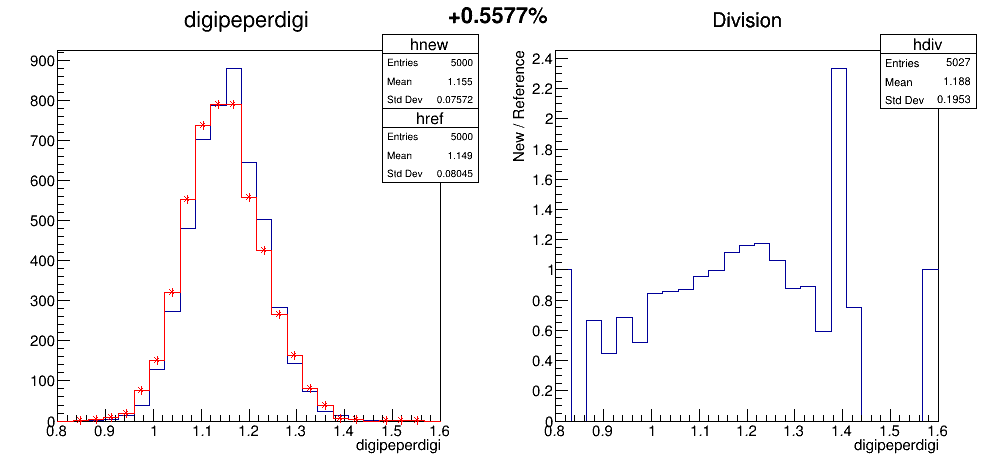 +0.5577%
digipeperdigi
hnew
Entries 5000
Mean 1.155
Std Dev 0.07572
href
Entries 5000
Mean 1.149
Std Dev 0.08045
900
800
700
600
500
400
300
200
100
0
0.8 0.9 1 1.1 1.2 1.3 1.4 1.5 1.6
digipeperdigi
Division
hdiv
Entries 5027
Mean 1.188
Std Dev 0.1953
New / Reference
2.4
2.2
2
1.8
1.6
1.4
1.2
1
0.8
0.6
0.4
0.2
0
0.8 0.9 1 1.1 1.2 1.3 1.4 1.5 1.6
digipeperdigi